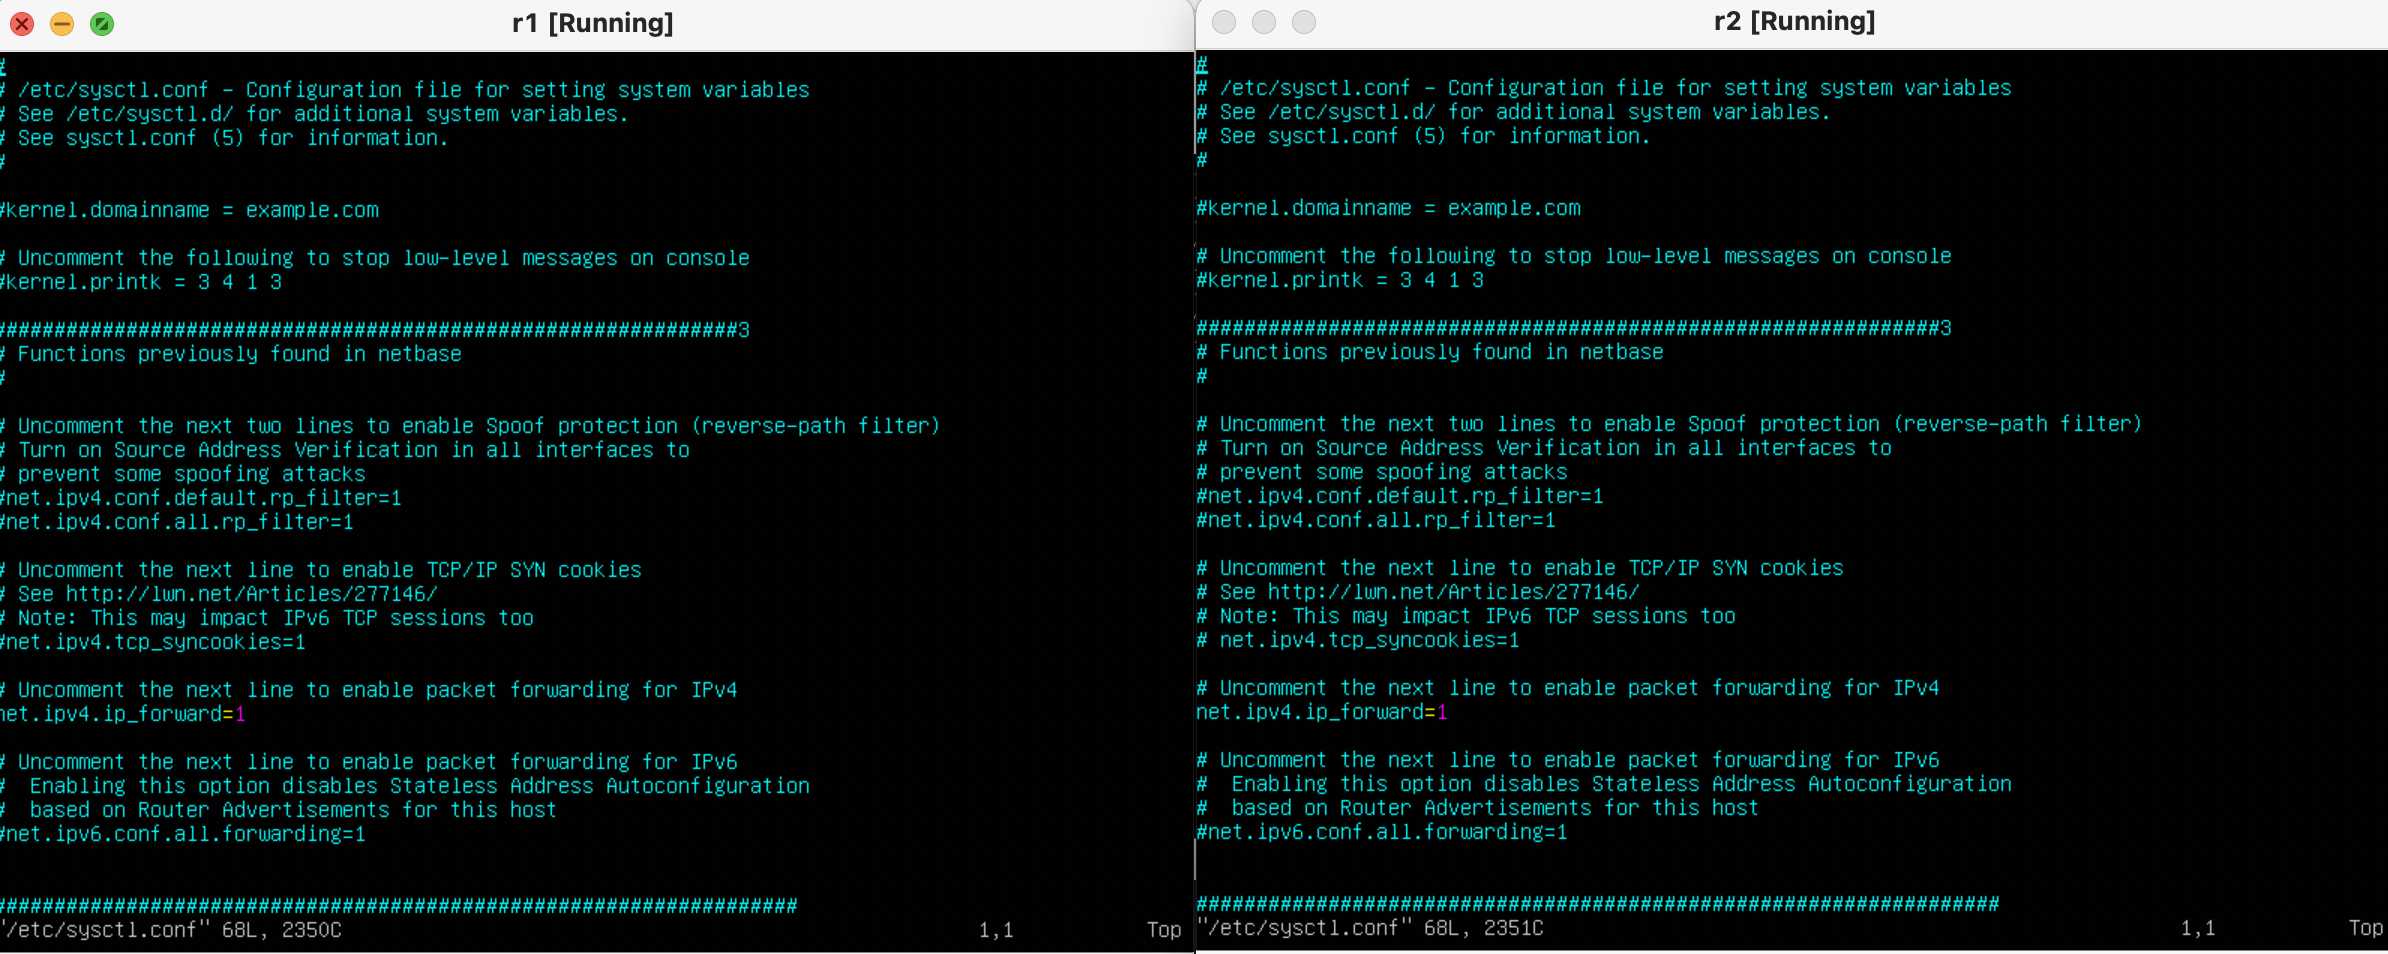 r1 [Running]
#
# /etc/sysctl.conf - Configuration file for setting system variables
# See /etc/sysctl.d/ for additional system variables.
# See sysctl.conf (5) for information.
#
#kernel.domainname = example.com
# Uncomment the following to stop low-level messages on console
#kernel.printk = 3 4 1 3
##############################################################3
# Functions previously found in netbase
#
# Uncomment the next two lines to enable Spoof protection (reverse-path filter)
# Turn on Source Address Verification in all interfaces to
# prevent some spoofing attacks
#net.ipv4.conf.default.rp_filter=1
#net.ipv4.conf.all.rp_filter=1
# Uncomment the next line to enable TCP/IP SYN cookies
# See http://lwn.net/Articles/277146/
# Note: This may impact IPv6 TCP sessions too
#net.ipv4.tcp_syncookies=1
# Uncomment the next line to enable packet forwarding for IPv4
net.ipv4.ip_forward=1
# Uncomment the next line to enable packet forwarding for IPv6
#  Enabling this option disables Stateless Address Autoconfiguration
#  based on Router Advertisements for this host
#net.ipv6.conf.all.forwarding=1
###################################################################
"/etc/sysctl.conf" 68L, 2350C 1,1 Top
r2 [Running]
#
# /etc/sysctl.conf - Configuration file for setting system variables
# See /etc/sysctl.d/ for additional system variables.
# See sysctl.conf (5) for information.
#
#kernel.domainname = example.com
# Uncomment the following to stop low-level messages on console
#kernel.printk = 3 4 1 3
##############################################################3
# Functions previously found in netbase
#
# Uncomment the next two lines to enable Spoof protection (reverse-path filter)
# Turn on Source Address Verification in all interfaces to
# prevent some spoofing attacks
#net.ipv4.conf.default.rp_filter=1
#net.ipv4.conf.all.rp_filter=1
# Uncomment the next line to enable TCP/IP SYN cookies
# See http://lwn.net/Articles/277146/
# Note: This may impact IPv6 TCP sessions too
# net.ipv4.tcp_syncookies=1
# Uncomment the next line to enable packet forwarding for IPv4
net.ipv4.ip_forward=1
# Uncomment the next line to enable packet forwarding for IPv6
#  Enabling this option disables Stateless Address Autoconfiguration
#  based on Router Advertisements for this host
#net.ipv6.conf.all.forwarding=1
###################################################################
"/etc/sysctl.conf" 68L, 2351C 1,1 Top